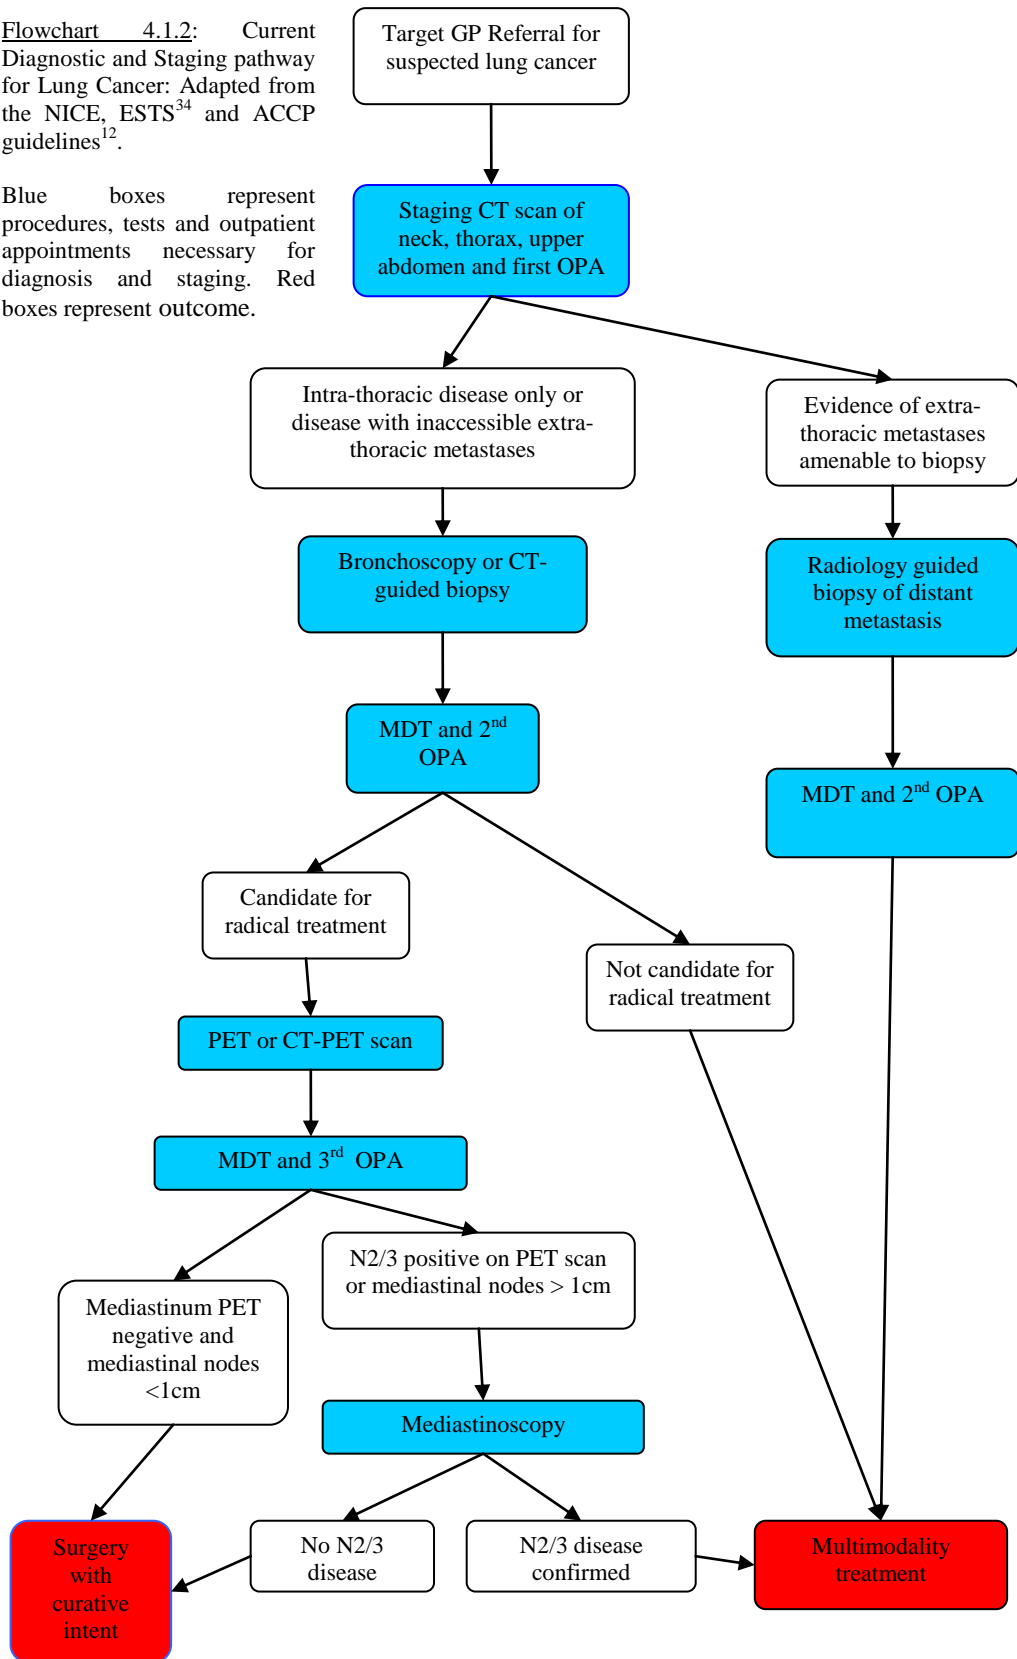 Flowchart 4.1.2: Current
Diagnostic and Staging pathway
for Lung Cancer: Adapted from
the NICE, ESTS34 and ACCP
guidelines12.
Blue boxes represent
procedures, tests and outpatient
appointments necessary for
diagnosis and staging. Red
boxes represent outcome.
Target GP Referral for
suspected lung cancer
Staging CT scan of
neck, thorax, upper
abdomen and first OPA
Intra-thoracic disease only or
disease with inaccessible extra-
thoracic metastases
Evidence of extra-
thoracic metastases
amenable to biopsy
Bronchoscopy or CT-
guided biopsy
Radiology guided
biopsy of distant
metastasis
MDT and 2nd
OPA
MDT and 2nd OPA
Candidate for
radical treatment
Not candidate for
radical treatment
PET or CT-PET scan
MDT and 3rd OPA
N2/3 positive on PET scan
or mediastinal nodes > 1cm
Mediastinum PET
negative and
mediastinal nodes
<1cm
Mediastinoscopy
Surgery
with
curative
intent
No N2/3
disease
N2/3 disease
confirmed
Multimodality
treatment